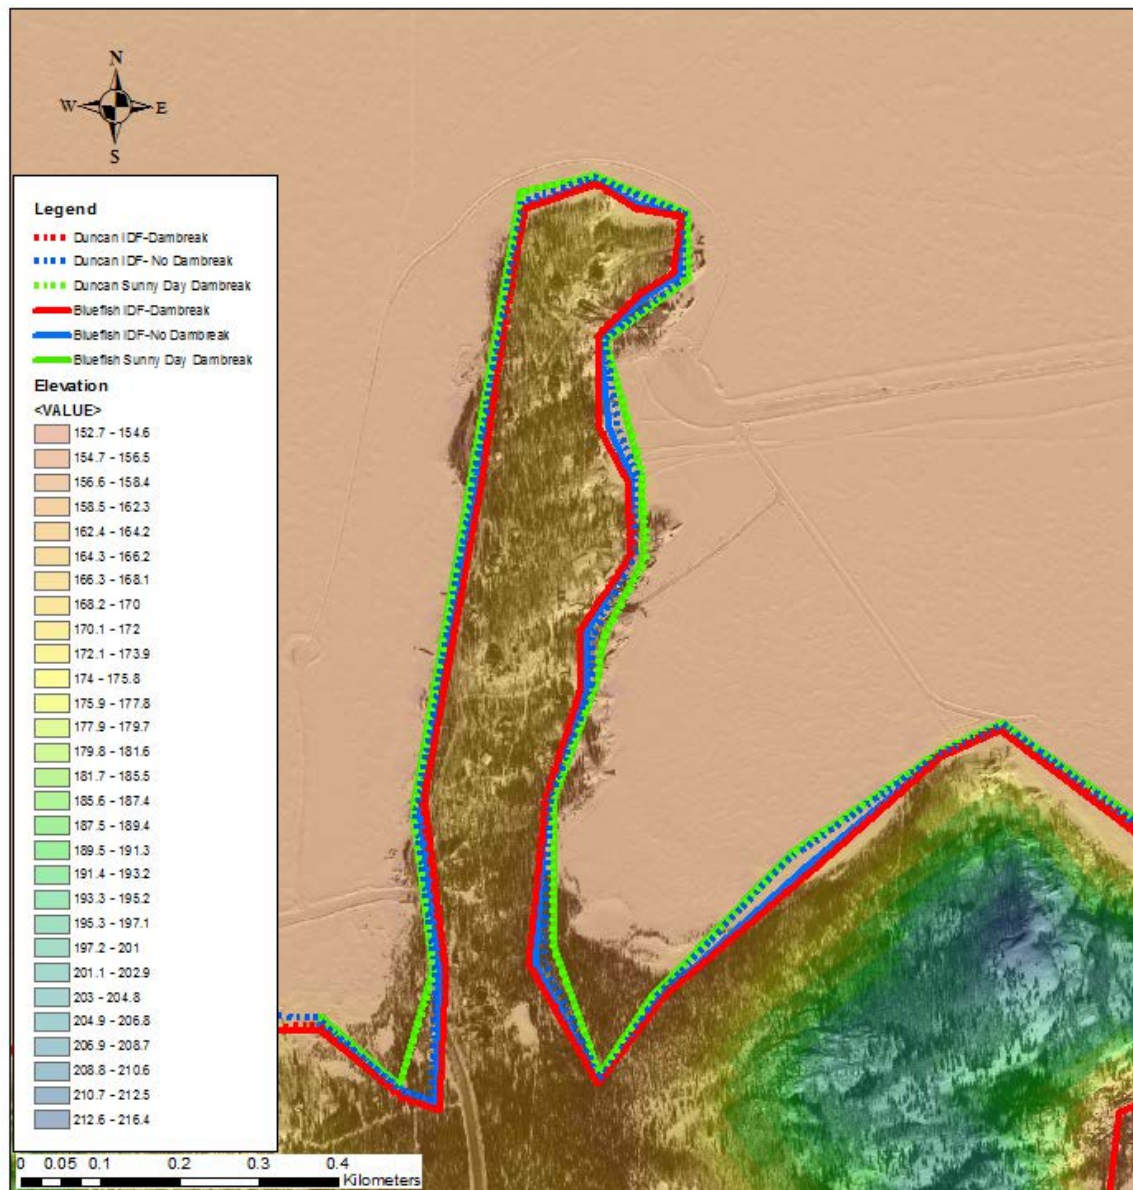 N
W E
S
Legend
Duncan IDF-Dambreak
Duncan IDF- No Dambreak
Duncan Sunny Day Dambreak
Bluefish IDF-Dambreak
Bluefish IDF-No Dambreak
Bluefish Sunny Day Dambreak
Elevation
<VALUE>
152.7 - 154.6
154.7 - 156.5
156.6 - 158.4
158.5 - 162.3
162.4 - 164.2
164.3 - 166.2
166.3 - 168.1
168.2 - 170
170.1 - 172
172.1 - 173.9
174 - 175.8
175.9 - 177.8
177.9 - 179.7
179.8 - 181.6
181.7 - 185.5
185.6 - 187.4
187.5 - 189.4
189.5 - 191.3
191.4 - 193.2
193.3 - 195.2
195.3 - 197.1
197.2 - 201
201.1 - 202.9
203 - 204.8
204.9 - 206.8
206.9 - 208.7
208.8 - 210.6
210.7 - 212.5
212.6 - 216.4
0 0.05 0.1 0.2 0.3 0.4
Kilometers